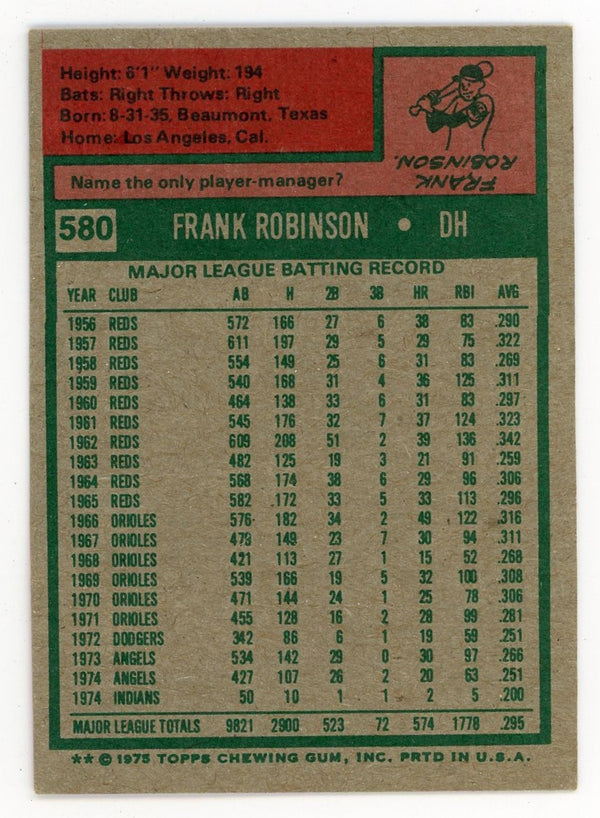 Height: 6'1" Weight: 194
Bats: Right Throws: Right
Born: 8-31-35, Beaumont, Texas
Home: Los Angeles, Cal.
Name the only player-manager?
FRANK
ROBINSON.
580 FRANK ROBINSON • DH
MAJOR LEAGUE BATTING RECORD
YEAR CLUB AB H 2B 3B HR RBI AVG
1956 REDS 572 166 27 6 38 83 .290
1957 REDS 611 197 29 5 29 75 .322
1958 REDS 554 149 25 6 31 83 .269
1959 REDS 540 168 31 4 36 125 .311
1960 REDS 464 138 33 6 31 83 .297
1961 REDS 545 176 32 7 37 124 .323
1962 REDS 609 208 51 2 39 136 .342
1963 REDS 482 125 19 3 21 91 .259
1964 REDS 568 174 38 6 29 96 .306
1965 REDS 582 172 33 5 33 113 .296
1966 ORIOLES 576 182 34 2 49 122 .316
1967 ORIOLES 479 149 23 7 30 94 .311
1968 ORIOLES 421 113 27 1 15 52 .268
1969 ORIOLES 539 166 19 5 32 100 .308
1970 ORIOLES 471 144 24 1 25 78 .306
1971 ORIOLES 455 128 16 2 28 99 .281
1972 DODGERS 342 86 6 1 19 59 .251
1973 ANGELS 534 142 29 0 30 97 .266
1974 ANGELS 427 107 26 2 20 63 .251
1974 INDIANS 50 10 1 1 2 5 .200
MAJOR LEAGUE TOTALS 9821 2900 523 72 574 1778 .295
** © 1975 TOPPS CHEWING GUM, INC. PRTD IN U.S.A.